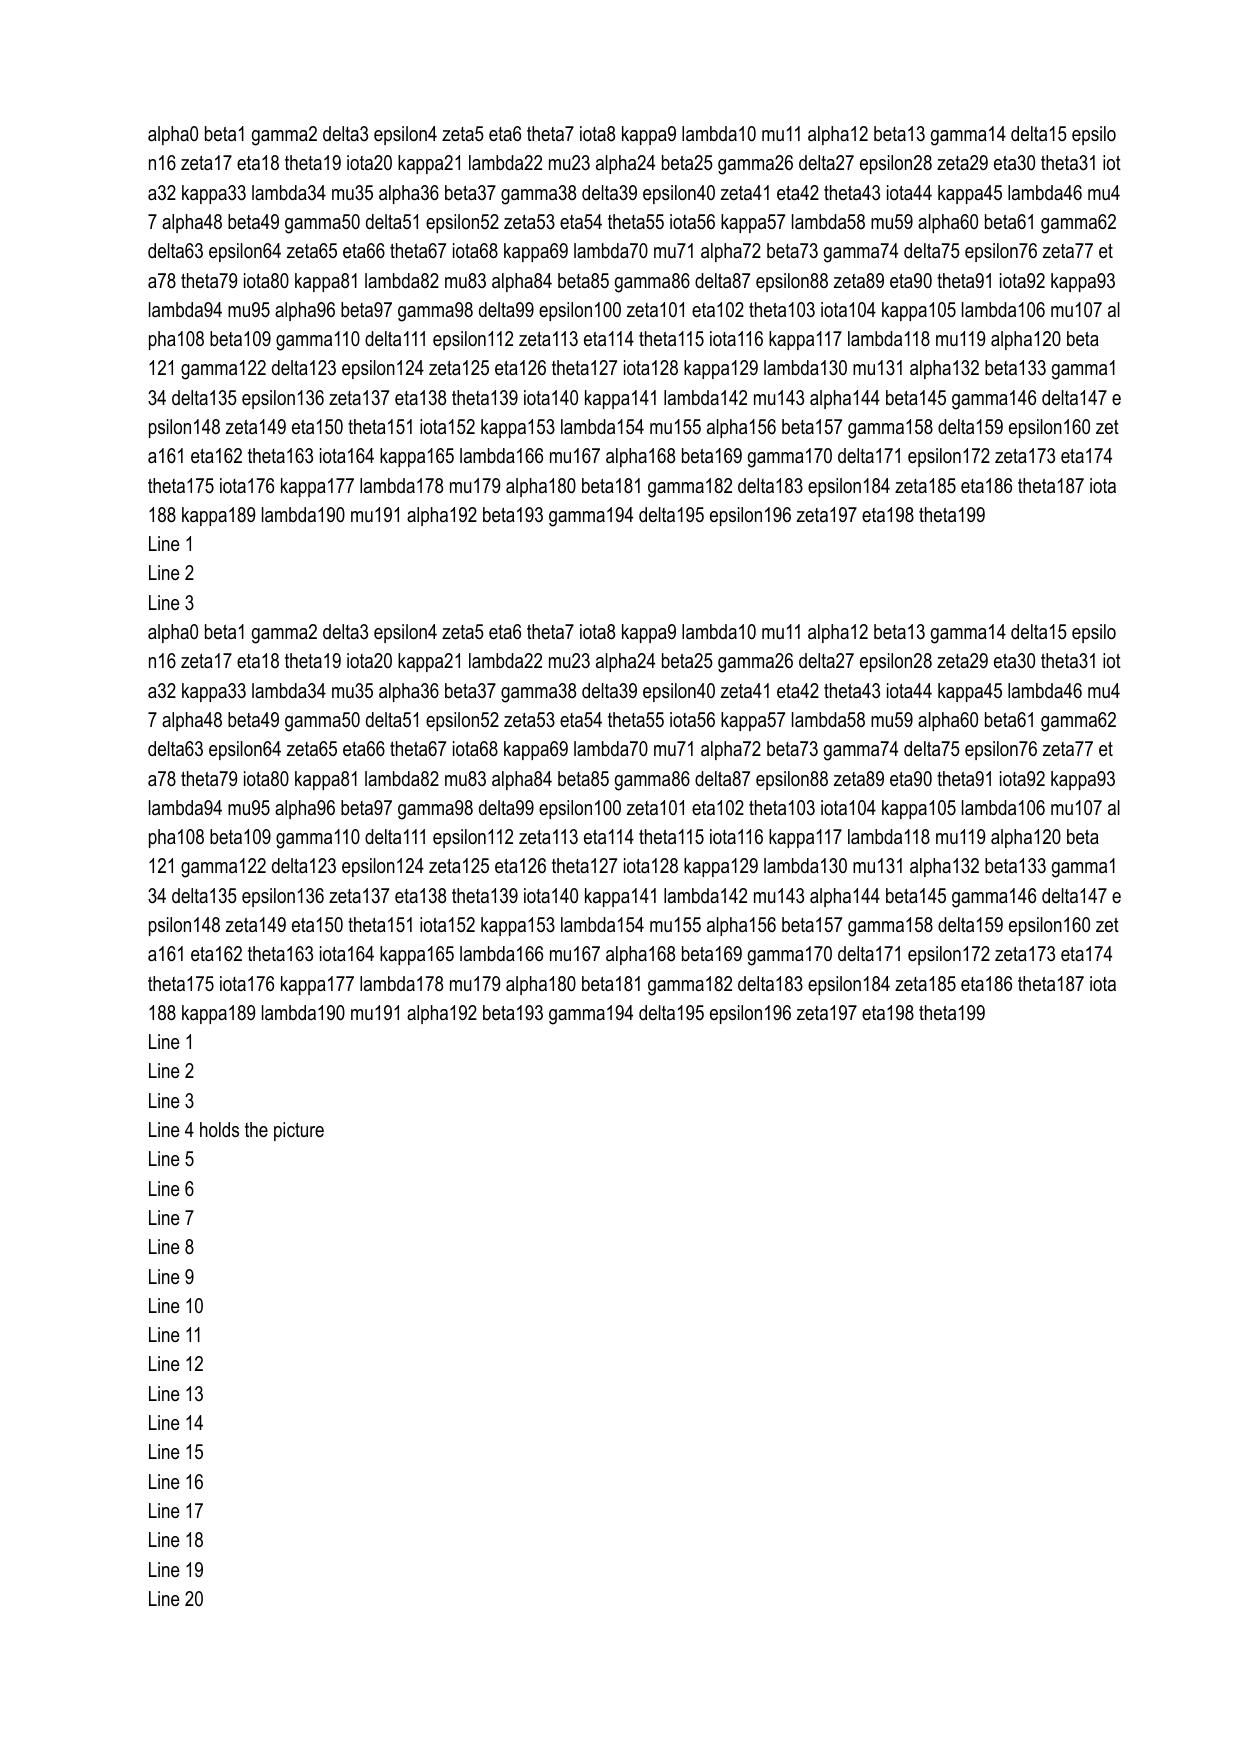 alpha0 beta1 gamma2 delta3 epsilon4 zeta5 eta6 theta7 iota8 kappa9 lambda10 mu11 alpha12 beta13 gamma14 delta15 epsilo
n16 zeta17 eta18 theta19 iota20 kappa21 lambda22 mu23 alpha24 beta25 gamma26 delta27 epsilon28 zeta29 eta30 theta31 iot
a32 kappa33 lambda34 mu35 alpha36 beta37 gamma38 delta39 epsilon40 zeta41 eta42 theta43 iota44 kappa45 lambda46 mu4
7 alpha48 beta49 gamma50 delta51 epsilon52 zeta53 eta54 theta55 iota56 kappa57 lambda58 mu59 alpha60 beta61 gamma62
delta63 epsilon64 zeta65 eta66 theta67 iota68 kappa69 lambda70 mu71 alpha72 beta73 gamma74 delta75 epsilon76 zeta77 et
a78 theta79 iota80 kappa81 lambda82 mu83 alpha84 beta85 gamma86 delta87 epsilon88 zeta89 eta90 theta91 iota92 kappa93
lambda94 mu95 alpha96 beta97 gamma98 delta99 epsilon100 zeta101 eta102 theta103 iota104 kappa105 lambda106 mu107 al
pha108 beta109 gamma110 delta111 epsilon112 zeta113 eta114 theta115 iota116 kappa117 lambda118 mu119 alpha120 beta
121 gamma122 delta123 epsilon124 zeta125 eta126 theta127 iota128 kappa129 lambda130 mu131 alpha132 beta133 gamma1
34 delta135 epsilon136 zeta137 eta138 theta139 iota140 kappa141 lambda142 mu143 alpha144 beta145 gamma146 delta147 e
psilon148 zeta149 eta150 theta151 iota152 kappa153 lambda154 mu155 alpha156 beta157 gamma158 delta159 epsilon160 zet
a161 eta162 theta163 iota164 kappa165 lambda166 mu167 alpha168 beta169 gamma170 delta171 epsilon172 zeta173 eta174
theta175 iota176 kappa177 lambda178 mu179 alpha180 beta181 gamma182 delta183 epsilon184 zeta185 eta186 theta187 iota
188 kappa189 lambda190 mu191 alpha192 beta193 gamma194 delta195 epsilon196 zeta197 eta198 theta199
Line 1
Line 2
Line 3
alpha0 beta1 gamma2 delta3 epsilon4 zeta5 eta6 theta7 iota8 kappa9 lambda10 mu11 alpha12 beta13 gamma14 delta15 epsilo
n16 zeta17 eta18 theta19 iota20 kappa21 lambda22 mu23 alpha24 beta25 gamma26 delta27 epsilon28 zeta29 eta30 theta31 iot
a32 kappa33 lambda34 mu35 alpha36 beta37 gamma38 delta39 epsilon40 zeta41 eta42 theta43 iota44 kappa45 lambda46 mu4
7 alpha48 beta49 gamma50 delta51 epsilon52 zeta53 eta54 theta55 iota56 kappa57 lambda58 mu59 alpha60 beta61 gamma62
delta63 epsilon64 zeta65 eta66 theta67 iota68 kappa69 lambda70 mu71 alpha72 beta73 gamma74 delta75 epsilon76 zeta77 et
a78 theta79 iota80 kappa81 lambda82 mu83 alpha84 beta85 gamma86 delta87 epsilon88 zeta89 eta90 theta91 iota92 kappa93
lambda94 mu95 alpha96 beta97 gamma98 delta99 epsilon100 zeta101 eta102 theta103 iota104 kappa105 lambda106 mu107 al
pha108 beta109 gamma110 delta111 epsilon112 zeta113 eta114 theta115 iota116 kappa117 lambda118 mu119 alpha120 beta
121 gamma122 delta123 epsilon124 zeta125 eta126 theta127 iota128 kappa129 lambda130 mu131 alpha132 beta133 gamma1
34 delta135 epsilon136 zeta137 eta138 theta139 iota140 kappa141 lambda142 mu143 alpha144 beta145 gamma146 delta147 e
psilon148 zeta149 eta150 theta151 iota152 kappa153 lambda154 mu155 alpha156 beta157 gamma158 delta159 epsilon160 zet
a161 eta162 theta163 iota164 kappa165 lambda166 mu167 alpha168 beta169 gamma170 delta171 epsilon172 zeta173 eta174
theta175 iota176 kappa177 lambda178 mu179 alpha180 beta181 gamma182 delta183 epsilon184 zeta185 eta186 theta187 iota
188 kappa189 lambda190 mu191 alpha192 beta193 gamma194 delta195 epsilon196 zeta197 eta198 theta199
Line 1
Line 2
Line 3
Line 4 holds the picture
Line 5
Line 6
Line 7
Line 8
Line 9
Line 10
Line 11
Line 12
Line 13
Line 14
Line 15
Line 16
Line 17
Line 18
Line 19
Line 20